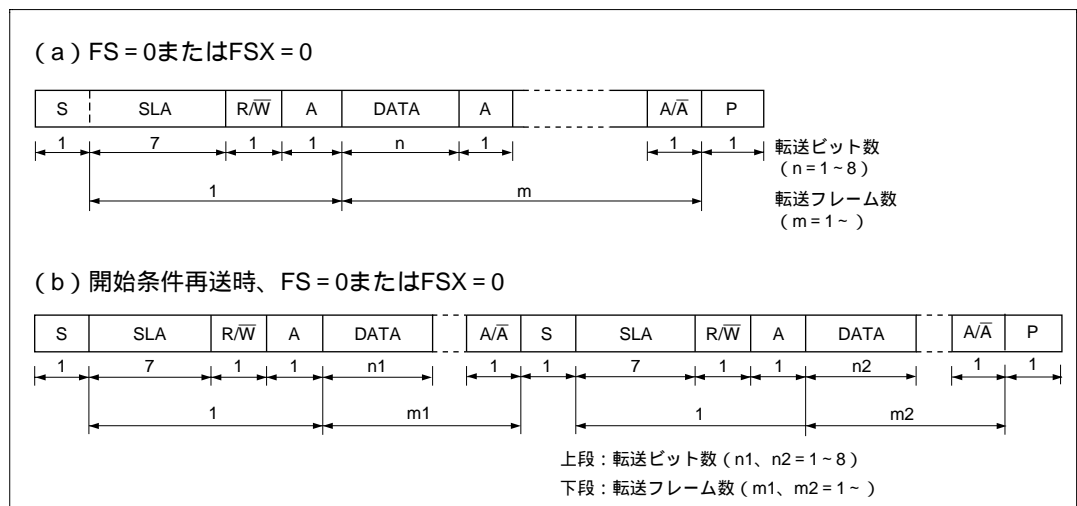 (a) FS = 0またはFSX = 0
S SLA R/W̅ A DATA A A/A̅ P
1 7 1 1 n 1 1 1 転送ビット数
(n = 1~8)
1 m 転送フレーム数
(m = 1~ )
(b) 開始条件再送時、FS = 0またはFSX = 0
S SLA R/W̅ A DATA A/A̅ S SLA R/W̅ A DATA A/A̅ P
1 7 1 1 n1 1 1 7 1 1 n2 1 1
1 m1 1 m2
上段:転送ビット数(n1、n2 = 1~8)
下段:転送フレーム数(m1、m2 = 1~ )